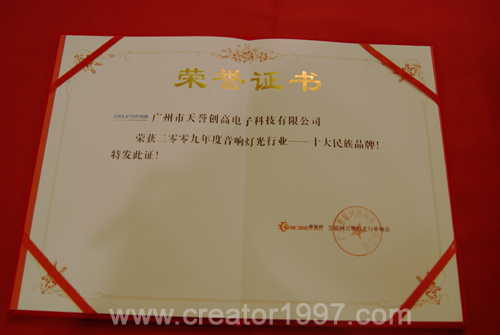 荣誉证书
CREATOR 广州市天誉创高电子科技有限公司
荣获二零零九年度音响灯光行业——十大民族品牌!
特发此证!
www.creator1997.com